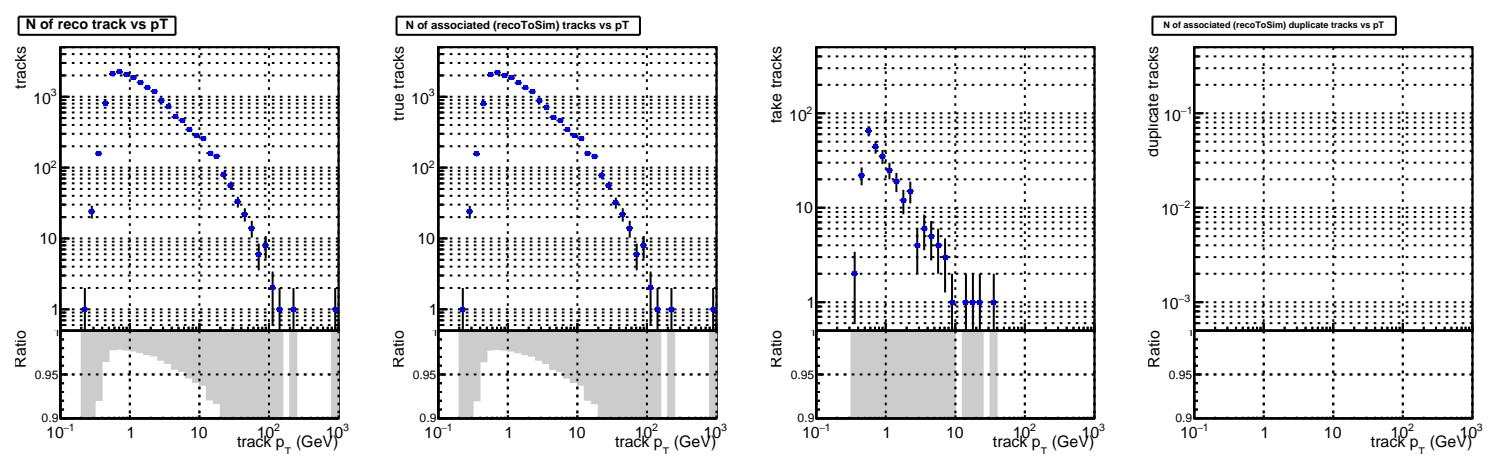 N of reco track vs pT
tracks
10³
10²
10
1
Ratio
1
0.95
0.9
10⁻¹ 1 10 10² 10³
track p_T (GeV)
N of associated (recoToSim) tracks vs pT
true tracks
10³
10²
10
1
Ratio
1
0.95
0.9
10⁻¹ 1 10 10² 10³
track p_T (GeV)
fake tracks
10²
10
1
Ratio
1
0.95
0.9
10⁻¹ 1 10 10² 10³
track p_T (GeV)
N of associated (recoToSim) duplicate tracks vs pT
duplicate tracks
10⁻¹
10⁻²
10⁻³
Ratio
1
0.95
0.9
10⁻¹ 1 10 10² 10³
track p_T (GeV)